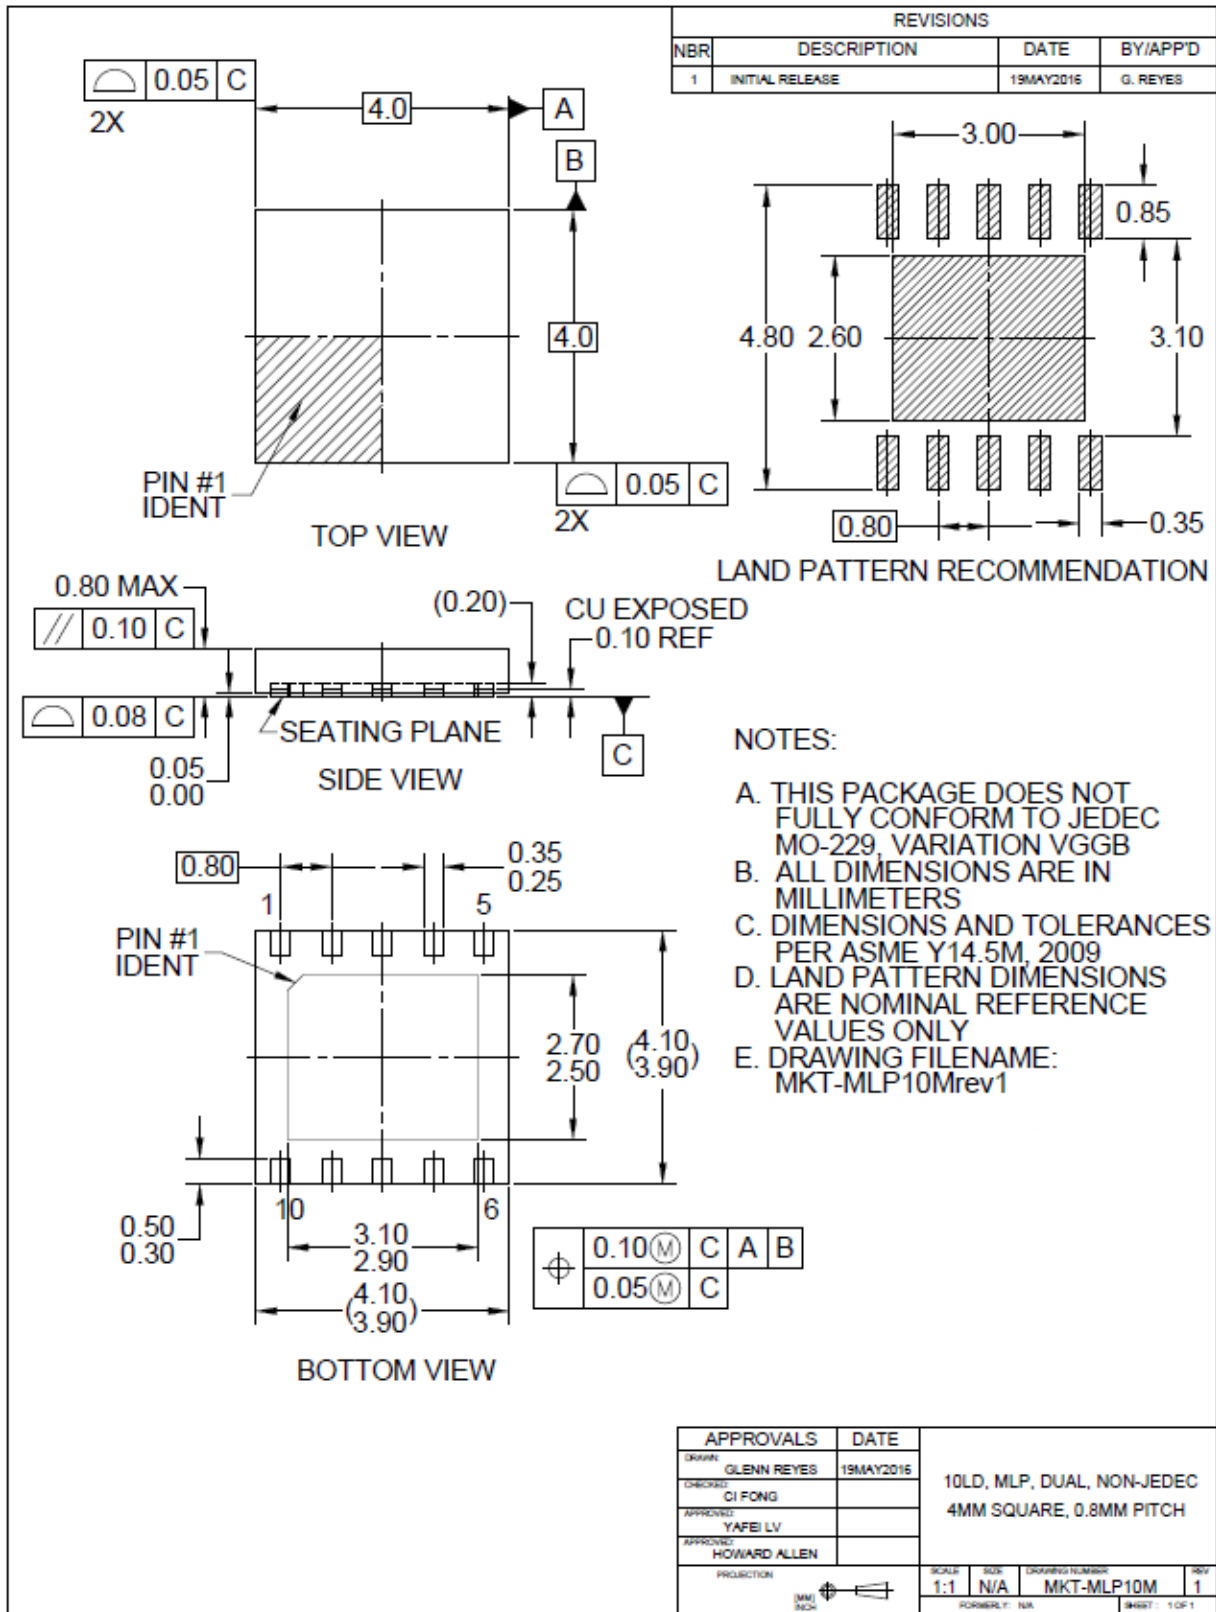 REVISIONS
NBR DESCRIPTION DATE BY/APP'D
1 INITIAL RELEASE 19MAY2016 G. REYES
0.05 C
2X
4.0
A
B
4.0
PIN #1
IDENT
0.05 C
2X
TOP VIEW
3.00
0.85
4.80 2.60 3.10
0.80 0.35
LAND PATTERN RECOMMENDATION
0.80 MAX
// 0.10 C
(0.20)
CU EXPOSED
0.10 REF
0.08 C
SEATING PLANE
C
0.05
0.00
SIDE VIEW
NOTES:
A. THIS PACKAGE DOES NOT
FULLY CONFORM TO JEDEC
MO-229, VARIATION VGGB
B. ALL DIMENSIONS ARE IN
MILLIMETERS
C. DIMENSIONS AND TOLERANCES
PER ASME Y14.5M, 2009
D. LAND PATTERN DIMENSIONS
ARE NOMINAL REFERENCE
VALUES ONLY
E. DRAWING FILENAME:
MKT-MLP10Mrev1
0.80
0.35
0.25
1 5
PIN #1
IDENT
2.70
2.50
(4.10
3.90)
10 6
0.50
0.30
3.10
2.90
(4.10
3.90)
0.10Ⓜ C A B
0.05Ⓜ C
BOTTOM VIEW
APPROVALS DATE
DRAWN: GLENN REYES 19MAY2016
CHECKED: CI FONG
APPROVED: YAFEI LV
APPROVED: HOWARD ALLEN
10LD, MLP, DUAL, NON-JEDEC
4MM SQUARE, 0.8MM PITCH
PROJECTION
[MM]
INCH
SCALE SIZE DRAWING NUMBER REV
1:1 N/A MKT-MLP10M 1
FORMERLY: N/A SHEET : 1 OF 1